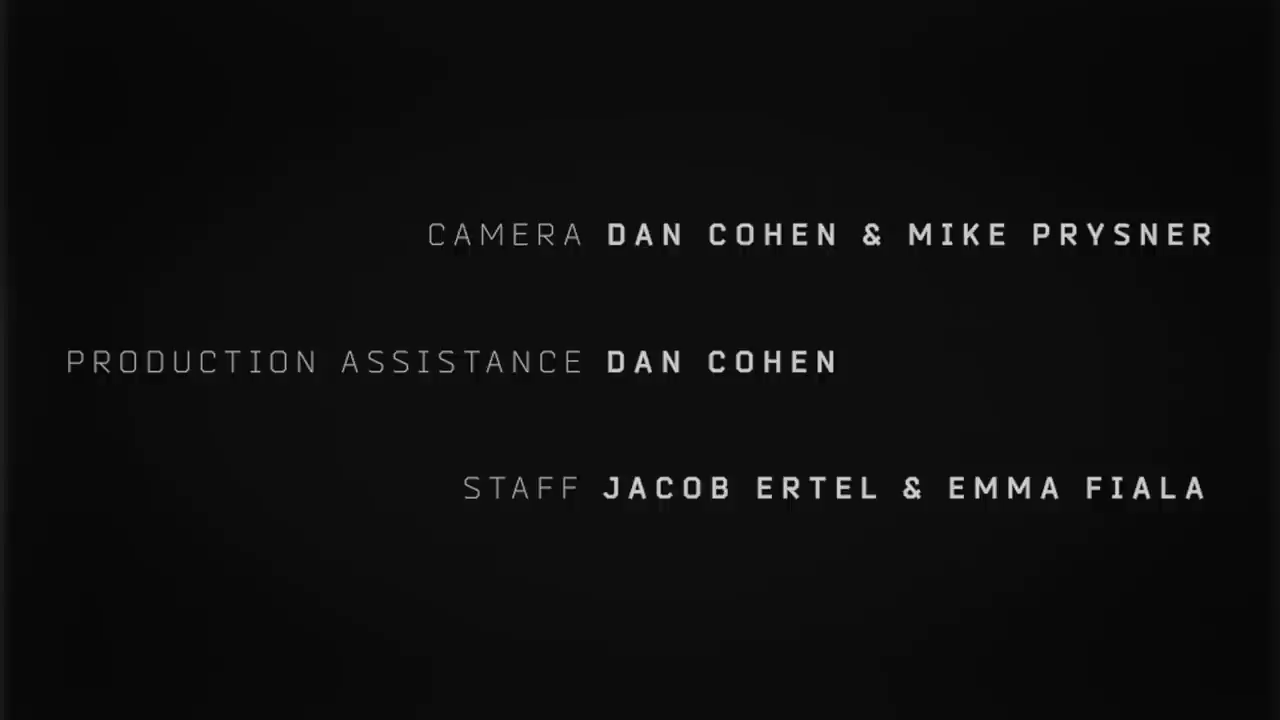 CAMERA DAN COHEN & MIKE PRYSNER
PRODUCTION ASSISTANCE DAN COHEN
STAFF JACOB ERTEL & EMMA FIALA